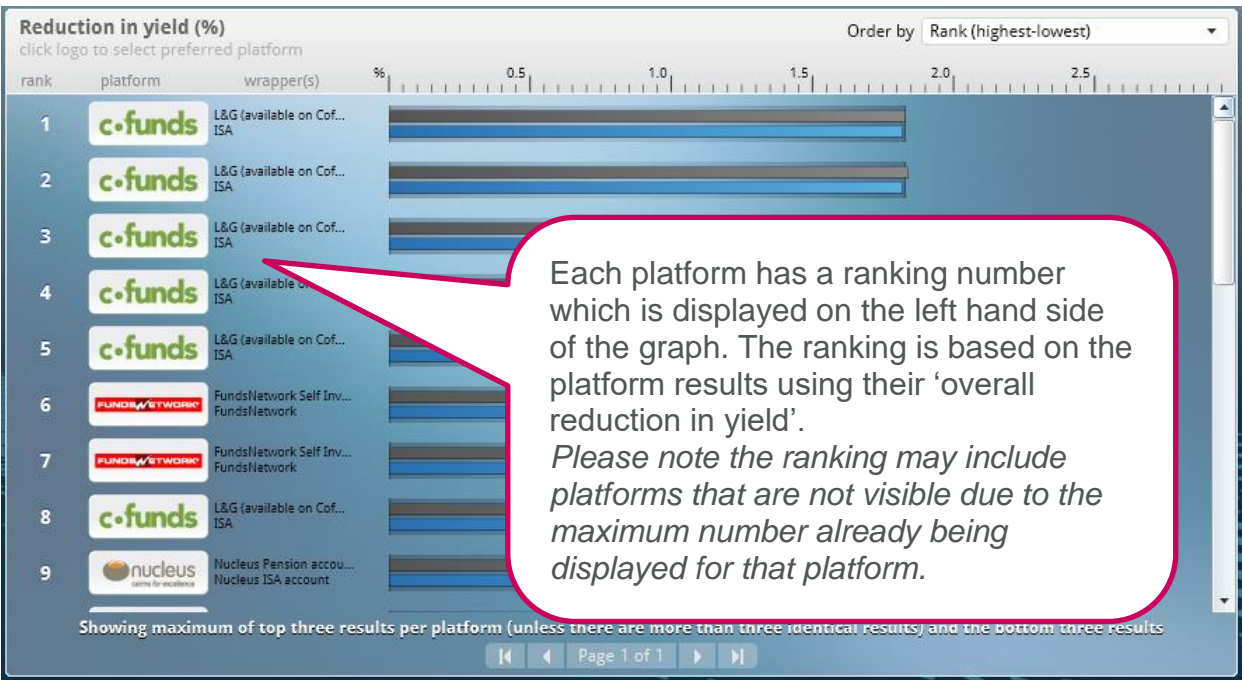 Reduction in yield (%)
Order by Rank (highest-lowest)
click logo to select preferred platform
rank platform wrapper(s) % 0.5 1.0 1.5 2.0 2.5
1 c•funds L&G (available on Cof...
ISA
2 c•funds L&G (available on Cof...
ISA
3 c•funds L&G (available on Cof...
ISA
4 c•funds L&G (available
ISA
5 c•funds L&G (available on Cof...
ISA
6 FUNDSNETWORK FundsNetwork Self Inv...
FundsNetwork
7 FUNDSNETWORK FundsNetwork Self Inv...
FundsNetwork
8 c•funds L&G (available on Cof...
ISA
9 nucleus Nucleus Pension accou...
centre for excellence Nucleus ISA account
Each platform has a ranking number
which is displayed on the left hand side
of the graph. The ranking is based on the
platform results using their ‘overall
reduction in yield’.
Please note the ranking may include
platforms that are not visible due to the
maximum number already being
displayed for that platform.
Showing maximum of top three results per platform (unless there are more than three identical results) and the bottom three results
Page 1 of 1